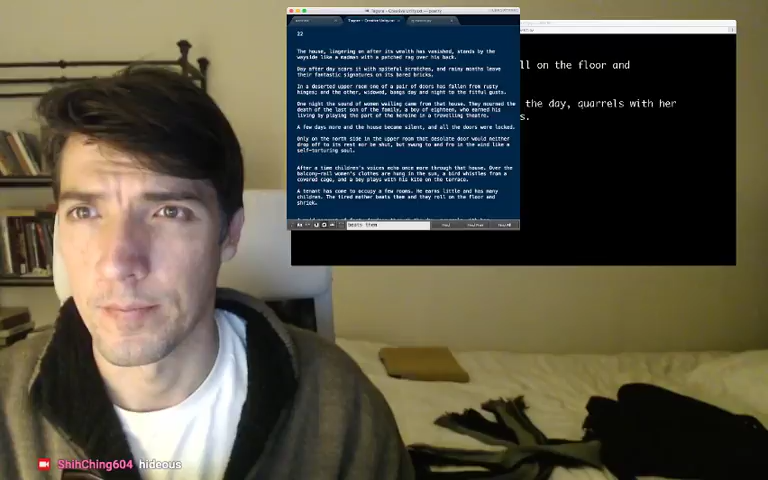 22
The house, lingering on after its wealth has vanished, stands by the
wayside like a madman with a patched rag over his back.
Day after day scars it with spiteful scratches, and rainy months leave
their fantastic signatures on its bared bricks.
In a deserted upper room one of a pair of doors has fallen from rusty
hinges; and the other, widowed, bangs day and night to the fitful gusts.
One night the sound of women wailing came from that house. They mourned the
death of the last son of the family, a boy of eighteen, who earned his
living by playing the part of the heroine in a travelling theatre.
A few days more and the house became silent, and all the doors were locked.
Only on the north side in the upper room that desolate door would neither
drop off to its rest nor be shut, but swung to and fro in the wind like a
self-torturing soul.
After a time children's voices echo once more through that house. Over the
balcony-rail women's clothes are hung in the sun, a bird whistles from a
covered cage, and a boy plays with his kite on the terrace.
A tenant has come to occupy a few rooms. He earns little and has many
children. The tired mother beats them and they roll on the floor and
shriek.
beats them
ll on the floor and
the day, quarrels with her
s.
ShihChing604 hideous